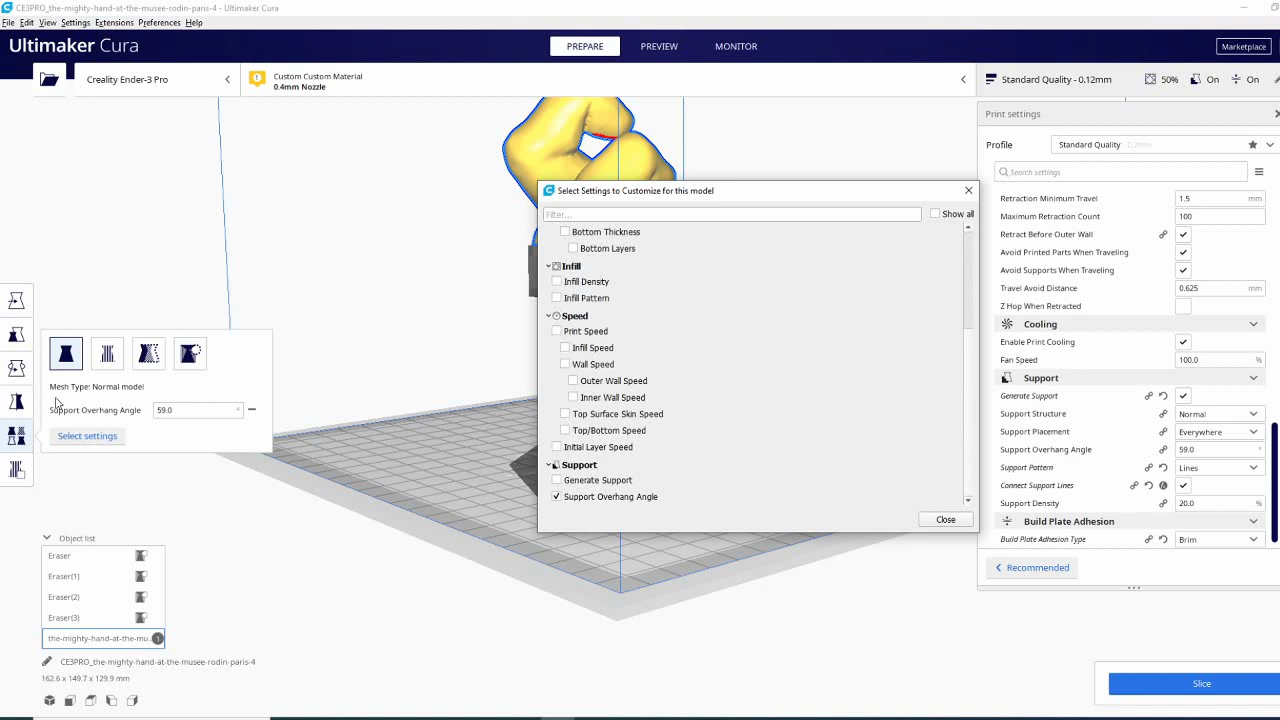 CE3PRO_the-mighty-hand-at-the-musee-rodin-paris-4 - Ultimaker Cura
File Edit View Settings Extensions Preferences Help
Ultimaker Cura
PREPARE
PREVIEW
MONITOR
Marketplace
Creality Ender-3 Pro
Custom Custom Material
0.4mm Nozzle
Standard Quality - 0.12mm
50%
On
On
Print settings
Profile
Standard Quality 0.2mm
Search settings
Retraction Minimum Travel 1.5 mm
Maximum Retraction Count 100
Retract Before Outer Wall
Avoid Printed Parts When Traveling
Avoid Supports When Traveling
Travel Avoid Distance 0.625 mm
Z Hop When Retracted
Cooling
Enable Print Cooling
Fan Speed 100.0 %
Support
Generate Support
Support Structure Normal
Support Placement Everywhere
Support Overhang Angle 59.0 °
Support Pattern Lines
Connect Support Lines
Support Density 20.0 %
Build Plate Adhesion
Build Plate Adhesion Type Brim
Recommended
Slice
Select Settings to Customize for this model
Filter...
Show all
Bottom Thickness
Bottom Layers
Infill
Infill Density
Infill Pattern
Speed
Print Speed
Infill Speed
Wall Speed
Outer Wall Speed
Inner Wall Speed
Top Surface Skin Speed
Top/Bottom Speed
Initial Layer Speed
Support
Generate Support
Support Overhang Angle
Close
Mesh Type: Normal model
Support Overhang Angle 59.0 °
Select settings
Object list
Eraser
Eraser(1)
Eraser(2)
Eraser(3)
the-mighty-hand-at-the-mu... 1
CE3PRO_the-mighty-hand-at-the-musee-rodin-paris-4
162.6 x 149.7 x 129.9 mm